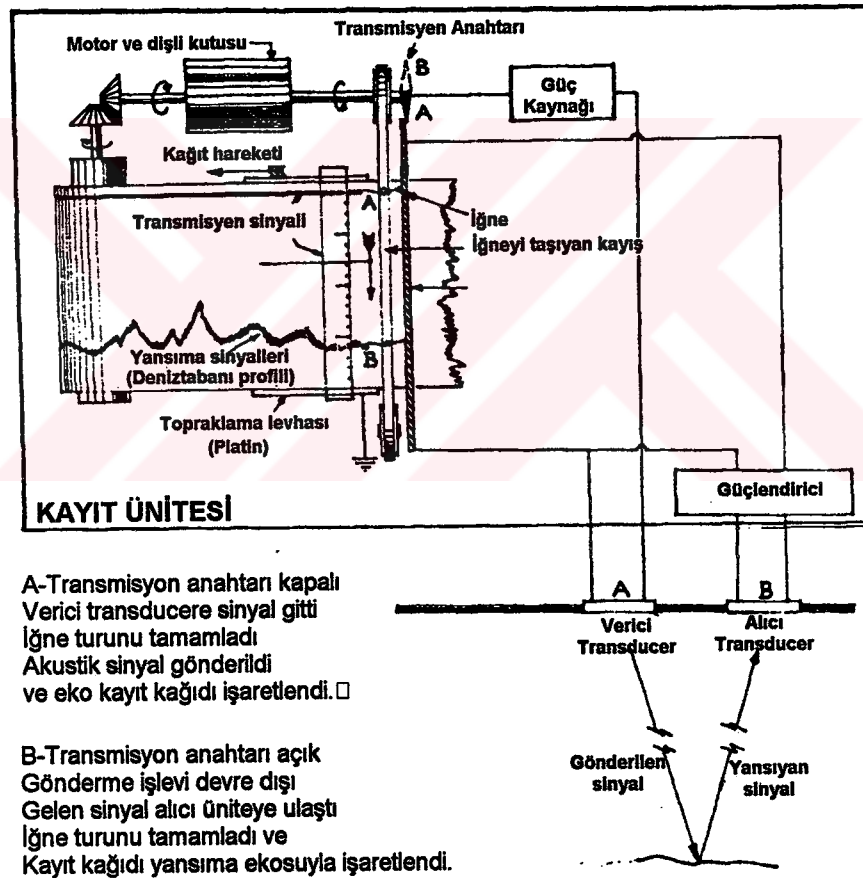 Transmisyen Anahtarı
Motor ve dişli kutusu
B
A
Güç
Kaynağı
Kağıt hareketi
A
Transmisyen sinyali
İğne
İğneyi taşıyan kayış
B
Yansıma sinyalleri
(Deniztabanı profili)
Topraklama levhası
(Platin)
Güçlendirici
KAYIT ÜNİTESİ
A
B
Verici
Transducer
Alıcı
Transducer
Gönderilen
sinyal
Yansıyan
sinyal
A-Transmisyon anahtarı kapalı
Verici transducere sinyal gitti
İğne turunu tamamladı
Akustik sinyal gönderildi
ve eko kayıt kağıdı işaretlendi.□
B-Transmisyon anahtarı açık
Gönderme işlevi devre dışı
Gelen sinyal alıcı üniteye ulaştı
İğne turunu tamamladı ve
Kayıt kağıdı yansıma ekosuyla işaretlendi.